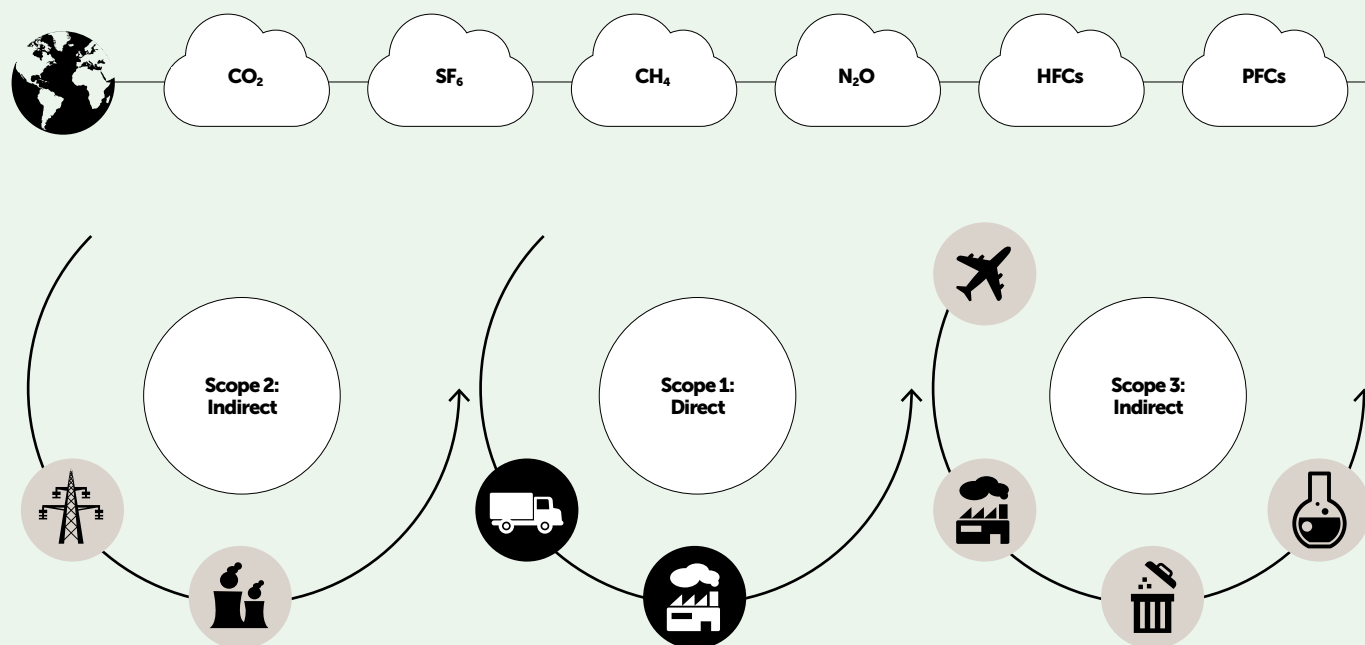 CO₂
SF₆
CH₄
N₂O
HFCs
PFCs
Scope 2:
Indirect
Scope 1:
Direct
Scope 3:
Indirect